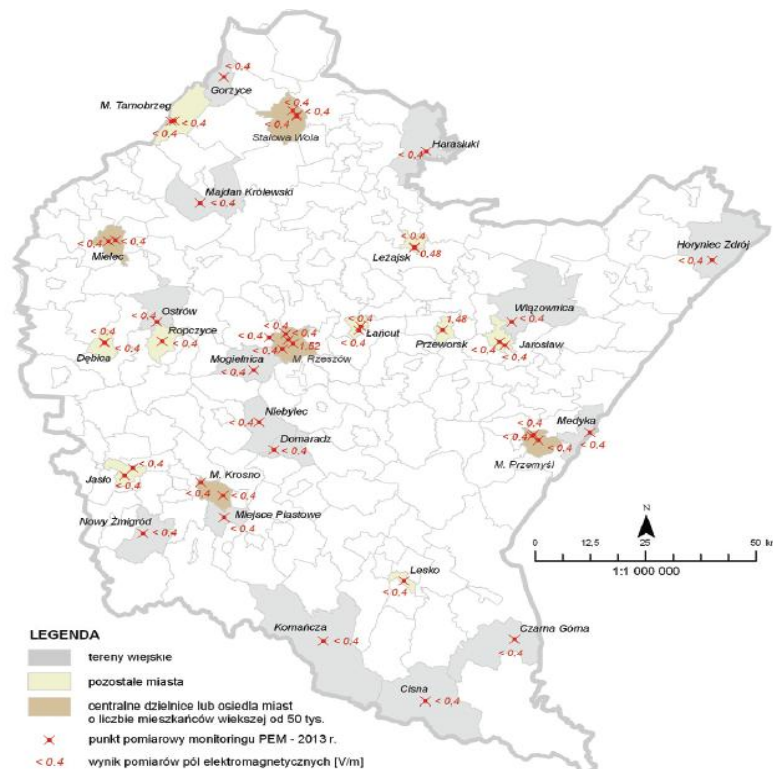 < 0,4
Gorzyce
M. Tarnobrzeg
< 0,4
< 0,4
< 0,4
< 0,4
Stalowa Wola
Harasiuki
< 0,4
Majdan Królewski
< 0,4
< 0,4
< 0,4
Mielec
< 0,4
Leżajsk
0,48
Horyniec Zdrój
< 0,4
Ostrów
< 0,4
Ropczyce
< 0,4
< 0,4
Dębica
< 0,4
< 0,4
< 0,4
< 0,4
1.52
< 0,4
M. Rzeszów
Mogielnica
< 0,4
< 0,4
Łańcut
< 0,4
1,48
Przeworsk
Wiązownica
< 0,4
< 0,4
Jarosław
Niebylec
< 0,4
Domaradz
< 0,4
< 0,4
< 0,4
M. Przemyśl
Medyka
< 0,4
< 0,4
Jasło
< 0,4
M. Krosno
< 0,4
< 0,4
Miejsce Piastowe
< 0,4
Nowy Żmigród
< 0,4
N
0 12.5 25 50 km
1:1 000 000
Lesko
< 0,4
Komańcza
< 0,4
Czarna Górna
< 0,4
Cisna
< 0,4
LEGENDA
tereny wiejskie
pozostałe miasta
centralne dzielnice lub osiedla miast
o liczbie mieszkańców większej od 50 tys.
punkt pomiarowy monitoringu PEM - 2013 r.
< 0,4 wynik pomiarów pól elektromagnetycznych [V/m]